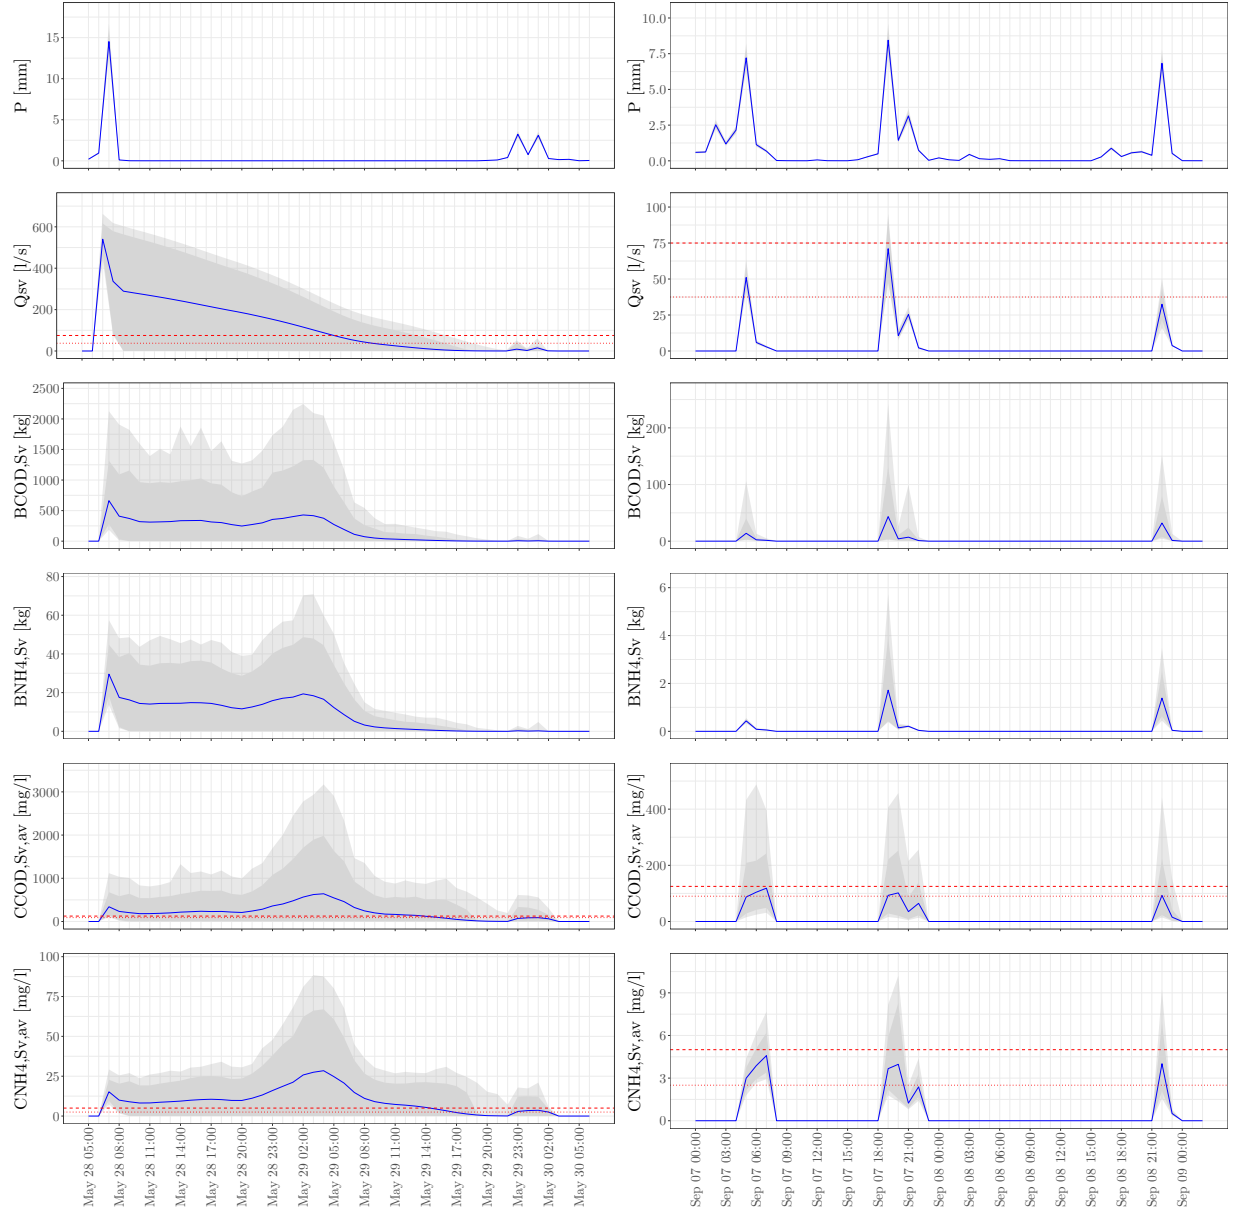 P [mm]
15
10
5
0
P [mm]
10.0
7.5
5.0
2.5
0.0
Qsv [l/s]
600
400
200
0
Qsv [l/s]
100
75
50
25
0
BCOD,Sv [kg]
2500
2000
1500
1000
500
0
BCOD,Sv [kg]
200
100
0
BNH4,Sv [kg]
80
60
40
20
0
BNH4,Sv [kg]
6
4
2
0
CCOD,Sv,av [mg/l]
3000
2000
1000
0
CCOD,Sv,av [mg/l]
400
200
0
CNH4,Sv,av [mg/l]
100
75
50
25
0
CNH4,Sv,av [mg/l]
9
6
3
0
May 28 05:00
May 28 08:00
May 28 11:00
May 28 14:00
May 28 17:00
May 28 20:00
May 28 23:00
May 29 02:00
May 29 05:00
May 29 08:00
May 29 11:00
May 29 14:00
May 29 17:00
May 29 20:00
May 29 23:00
May 30 02:00
May 30 05:00
Sep 07 00:00
Sep 07 03:00
Sep 07 06:00
Sep 07 09:00
Sep 07 12:00
Sep 07 15:00
Sep 07 18:00
Sep 07 21:00
Sep 08 00:00
Sep 08 03:00
Sep 08 06:00
Sep 08 09:00
Sep 08 12:00
Sep 08 15:00
Sep 08 18:00
Sep 08 21:00
Sep 09 00:00